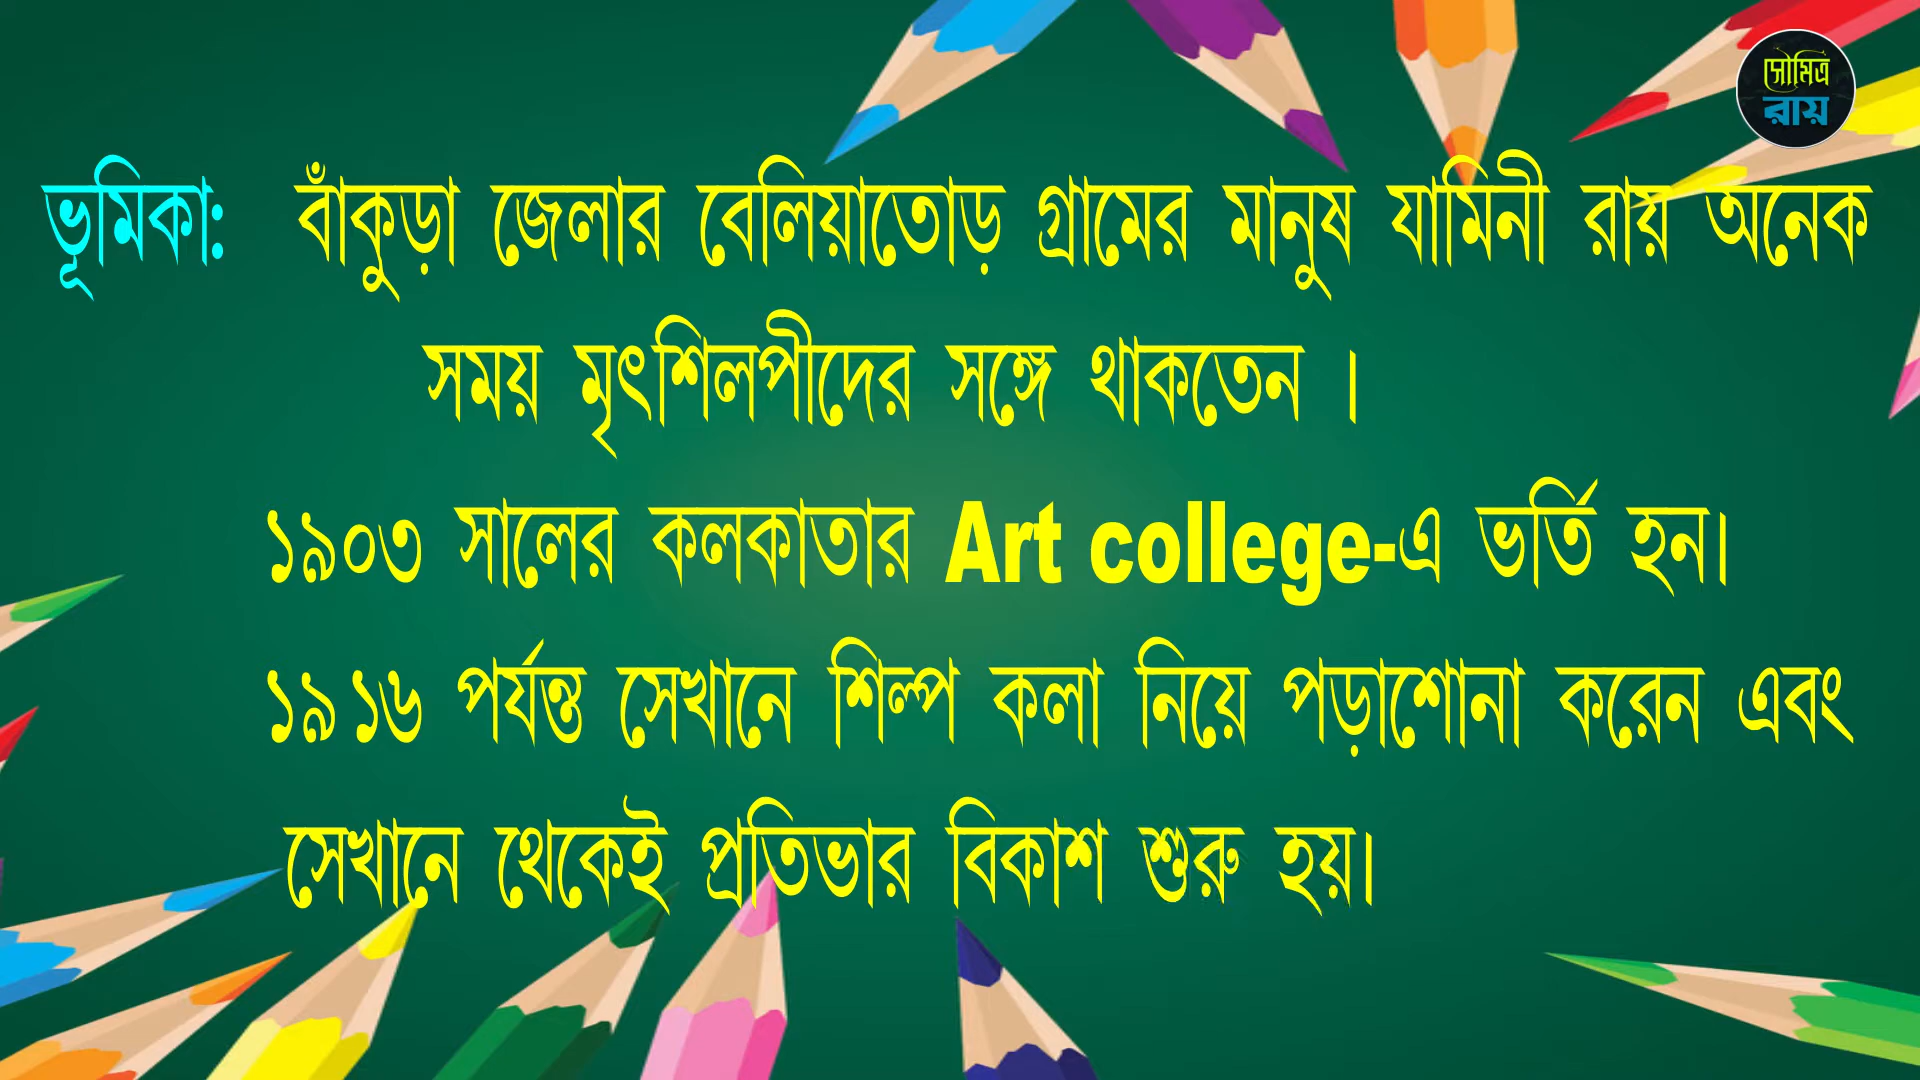 সৌমিত্র
রায়
ভূমিকা: বাঁকুড়া জেলার বেলিয়াতোড় গ্রামের মানুষ যামিনী রায় অনেক
সময় মৃৎশিলপীদের সঙ্গে থাকতেন ।
১৯০৩ সালের কলকাতার Art college-এ ভর্তি হন।
১৯১৬ পর্যন্ত সেখানে শিল্প কলা নিয়ে পড়াশোনা করেন এবং
সেখানে থেকেই প্রতিভার বিকাশ শুরু হয়।